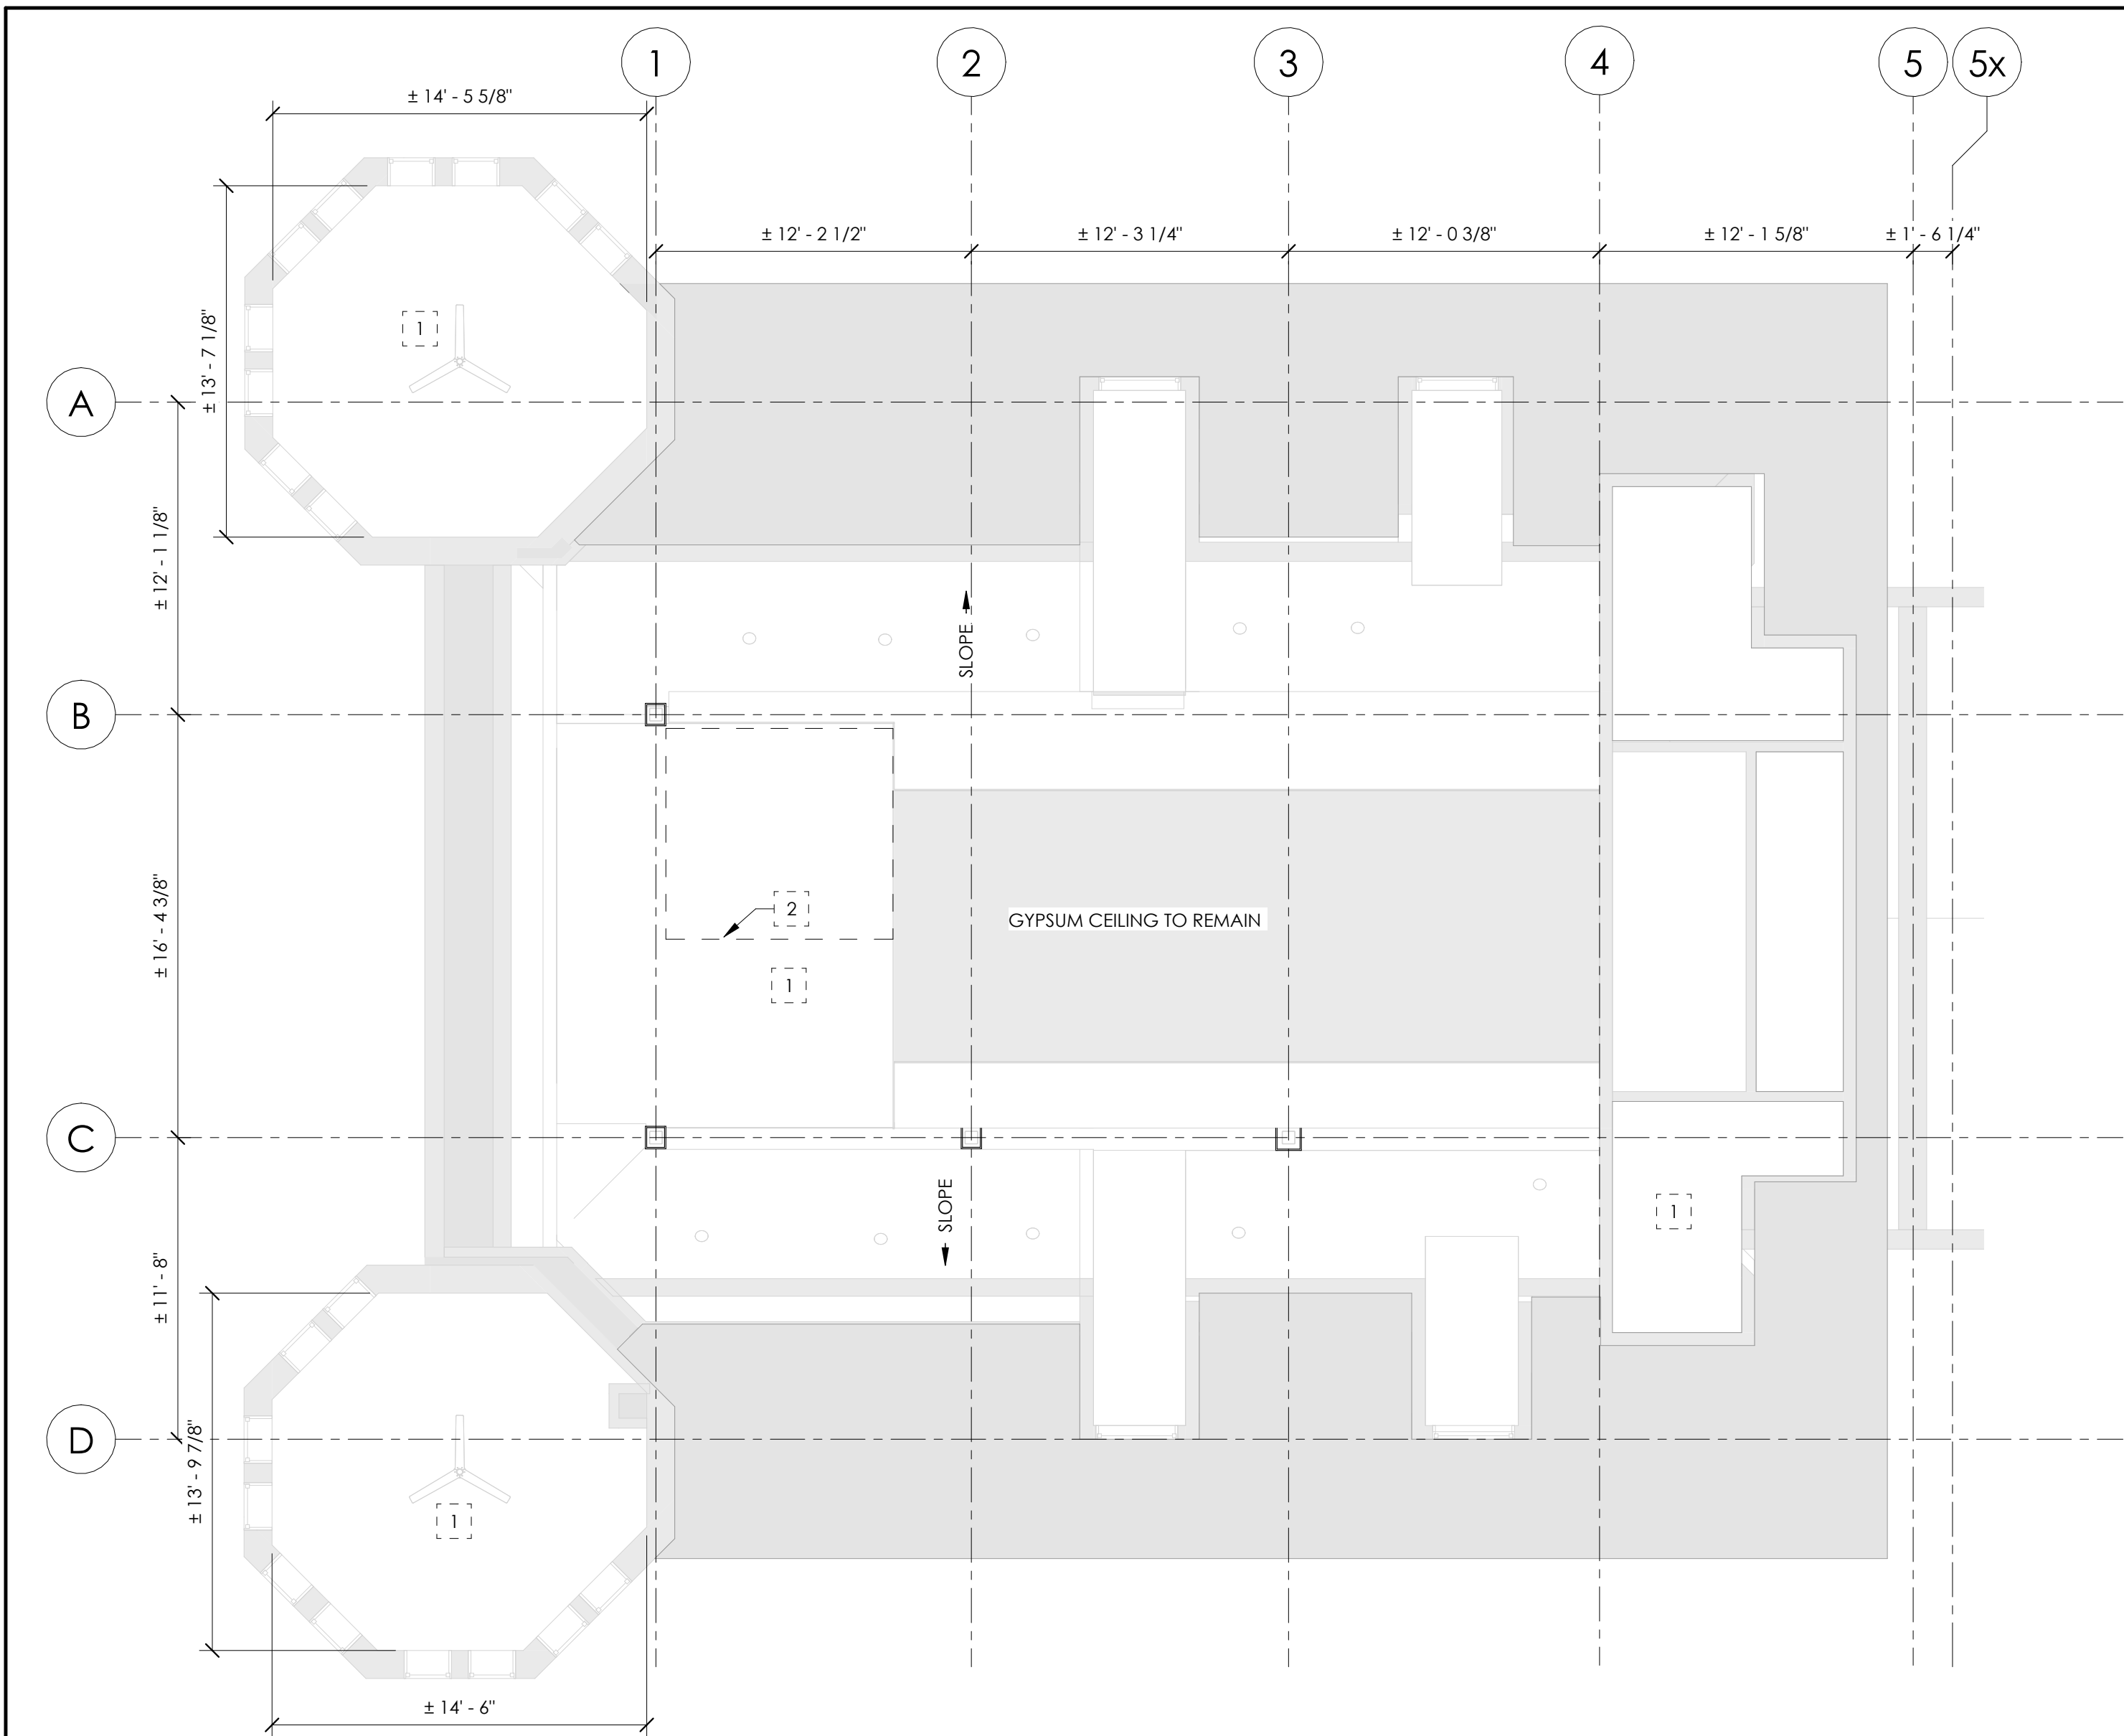 1
2
3
4
5
5x
± 14' - 5 5/8"
± 12' - 2 1/2"
± 12' - 3 1/4"
± 12' - 0 3/8"
± 12' - 1 5/8"
± 1' - 6 1/4"
± 13' - 7 1/8"
1
A
± 12' - 1 1/8"
SLOPE
B
2
GYPSUM CEILING TO REMAIN
± 16' - 4 3/8"
1
C
SLOPE
1
± 11' - 8"
D
± 13' - 9 7/8"
1
± 14' - 6"